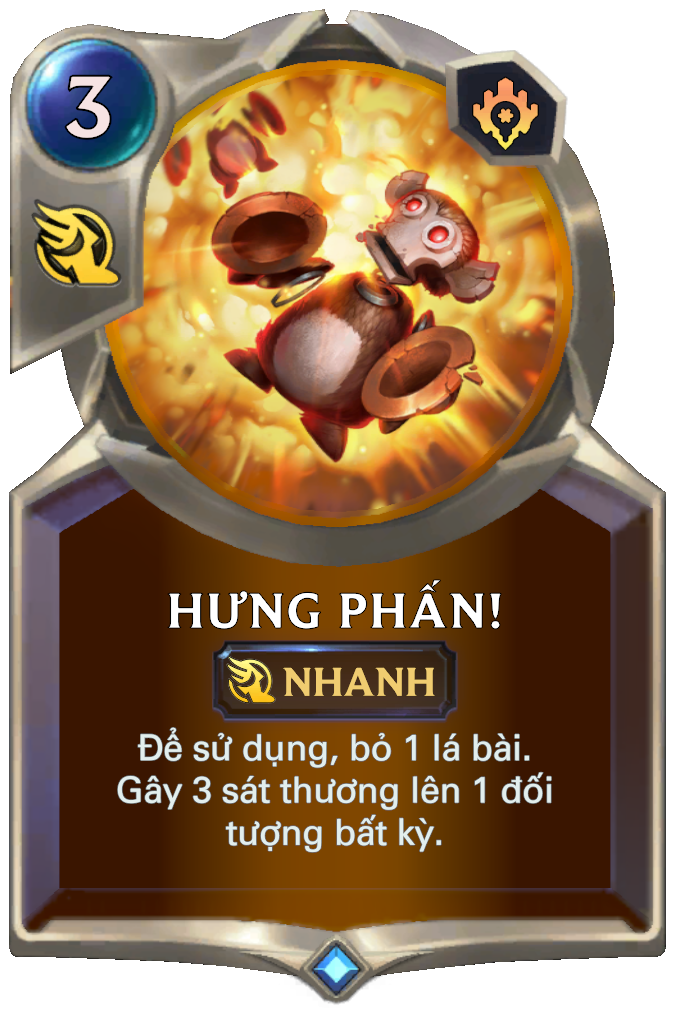 3
HƯNG PHẤN!
NHANH
Để sử dụng, bỏ 1 lá bài.
Gây 3 sát thương lên 1 đối
tượng bất kỳ.